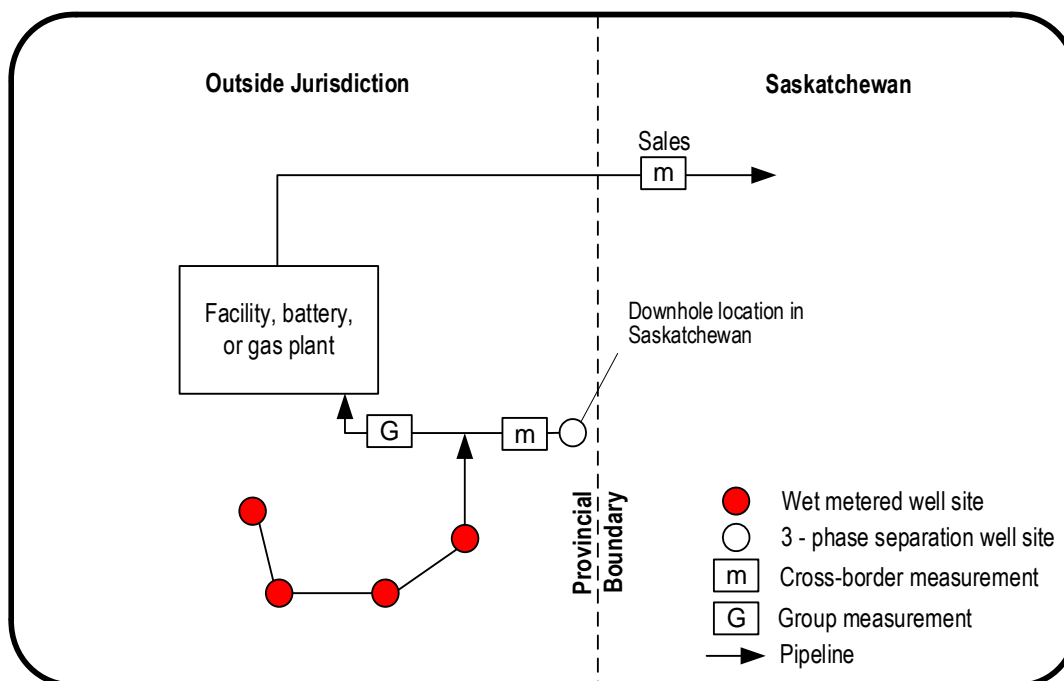 Outside Jurisdiction
Saskatchewan
Sales
m
Facility, battery,
or gas plant
Downhole location in
Saskatchewan
G
m
Provincial
Boundary
Wet metered well site
3 - phase separation well site
m
Cross-border measurement
G
Group measurement
Pipeline